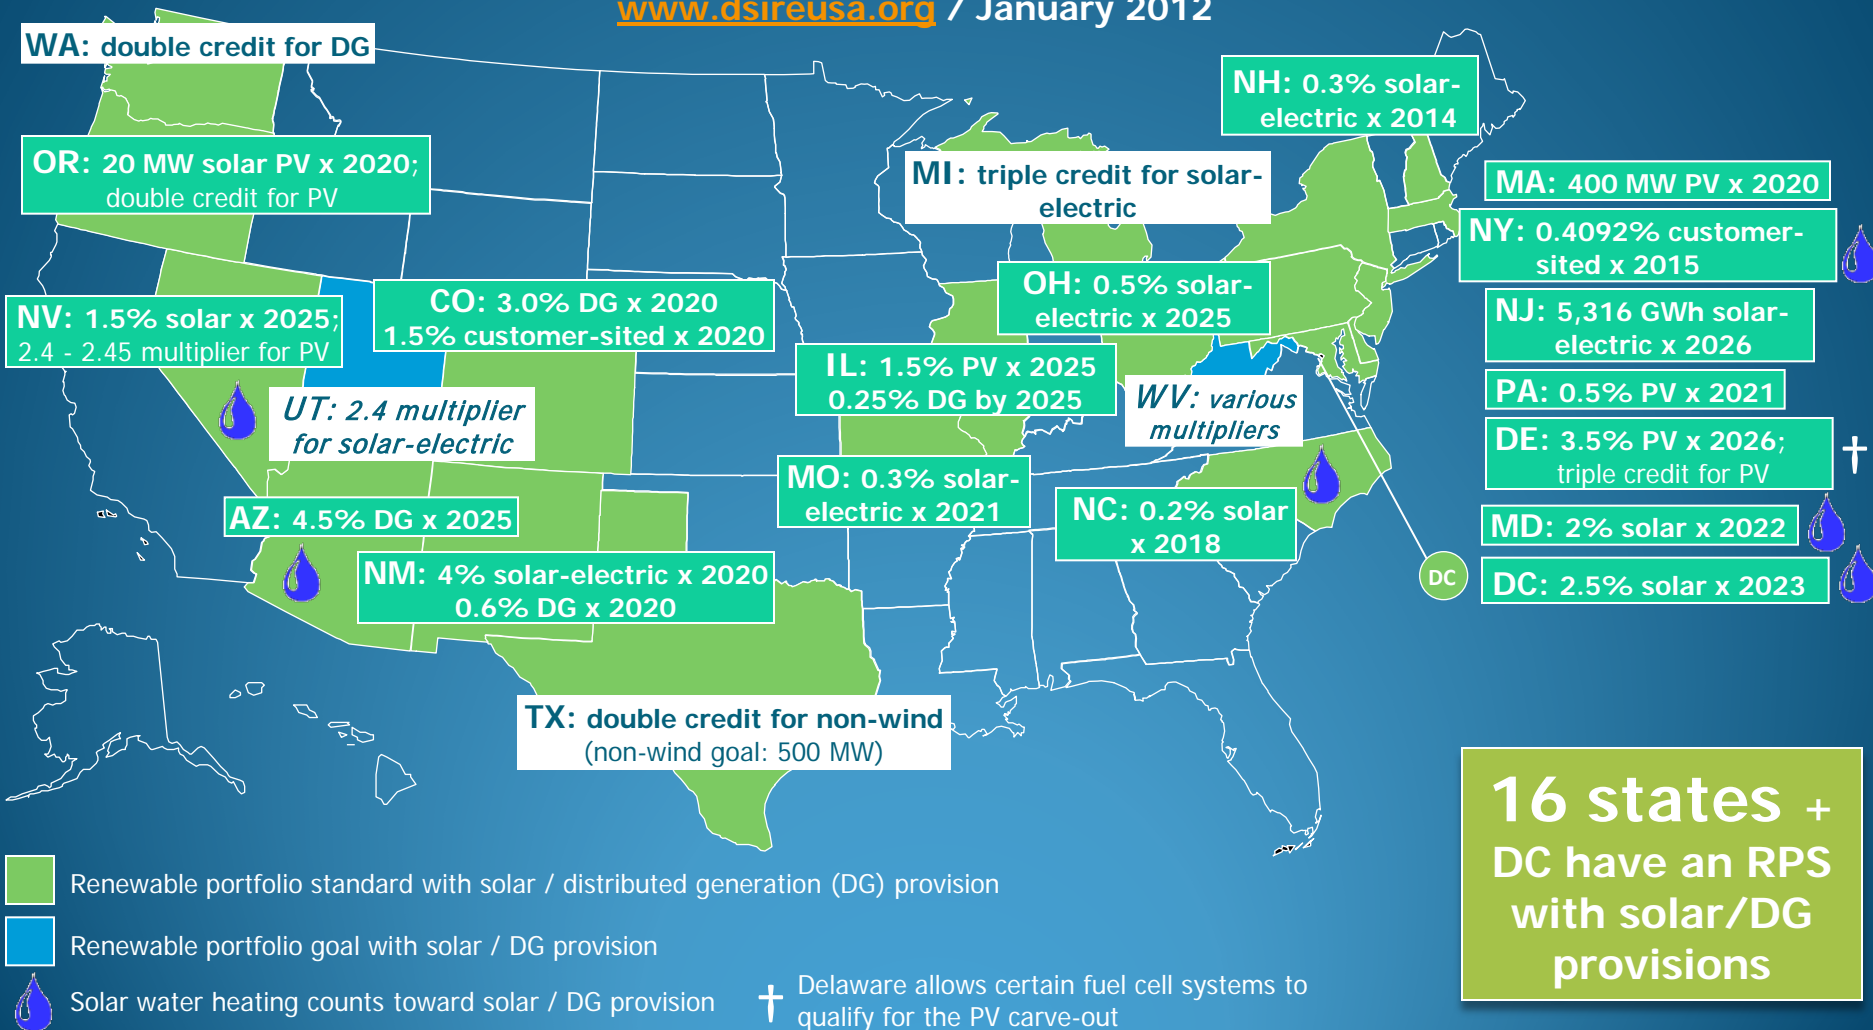 www.dsireusa.org / January 2012
WA: double credit for DG
OR: 20 MW solar PV x 2020;
double credit for PV
NV: 1.5% solar x 2025;
2.4 - 2.45 multiplier for PV
CO: 3.0% DG x 2020
1.5% customer-sited x 2020
UT: 2.4 multiplier
for solar-electric
AZ: 4.5% DG x 2025
NM: 4% solar-electric x 2020
0.6% DG x 2020
TX: double credit for non-wind
(non-wind goal: 500 MW)
MI: triple credit for solar-
electric
OH: 0.5% solar-
electric x 2025
IL: 1.5% PV x 2025
0.25% DG by 2025
WV: various
multipliers
MO: 0.3% solar-
electric x 2021
NC: 0.2% solar
x 2018
NH: 0.3% solar-
electric x 2014
MA: 400 MW PV x 2020
NY: 0.4092% customer-
sited x 2015
NJ: 5,316 GWh solar-
electric x 2026
PA: 0.5% PV x 2021
DE: 3.5% PV x 2026; †
triple credit for PV
MD: 2% solar x 2022
DC
DC: 2.5% solar x 2023
16 states +
DC have an RPS
with solar/DG
provisions
Renewable portfolio standard with solar / distributed generation (DG) provision
Renewable portfolio goal with solar / DG provision
Solar water heating counts toward solar / DG provision
† Delaware allows certain fuel cell systems to
qualify for the PV carve-out